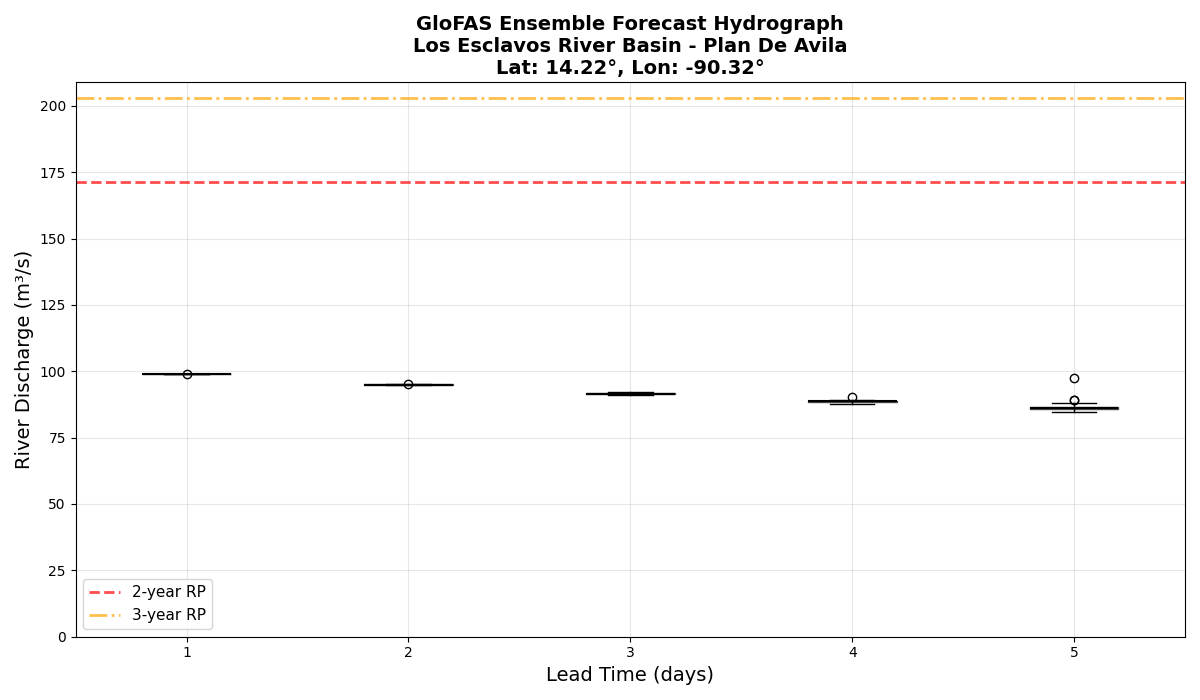 GloFAS Ensemble Forecast Hydrograph
Los Esclavos River Basin - Plan De Avila
Lat: 14.22°, Lon: -90.32°
River Discharge (m³/s)
200
175
150
125
100
75
50
25
0
2-year RP
3-year RP
1 2 3 4 5
Lead Time (days)